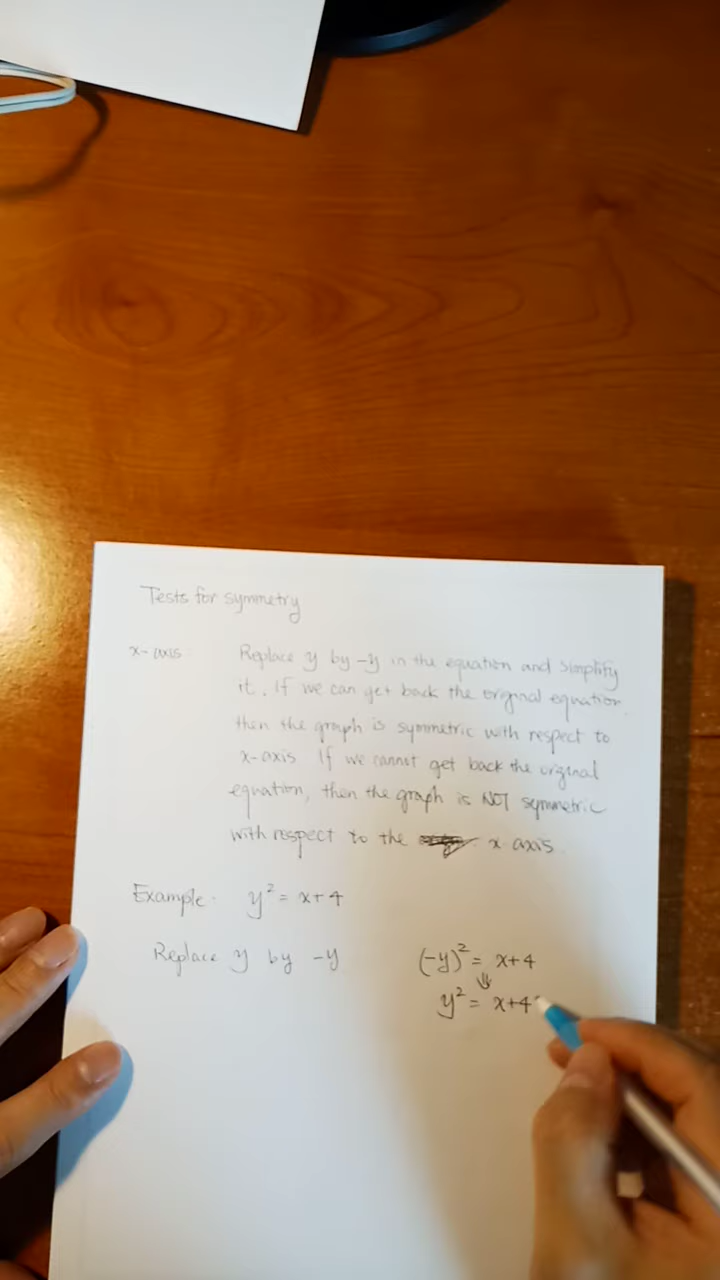 Tests for symmetry
x-axis Replace y by -y in the equation and simplify
it. If we can get back the original equation,
then the graph is symmetric with respect to
x-axis If we cannot get back the orginal
equation, then the graph is NOT symmetric
with respect to the x axis.
Example. y² = x+4
Replace y by -y (-y)² = x+4
⇓
y² = x+4